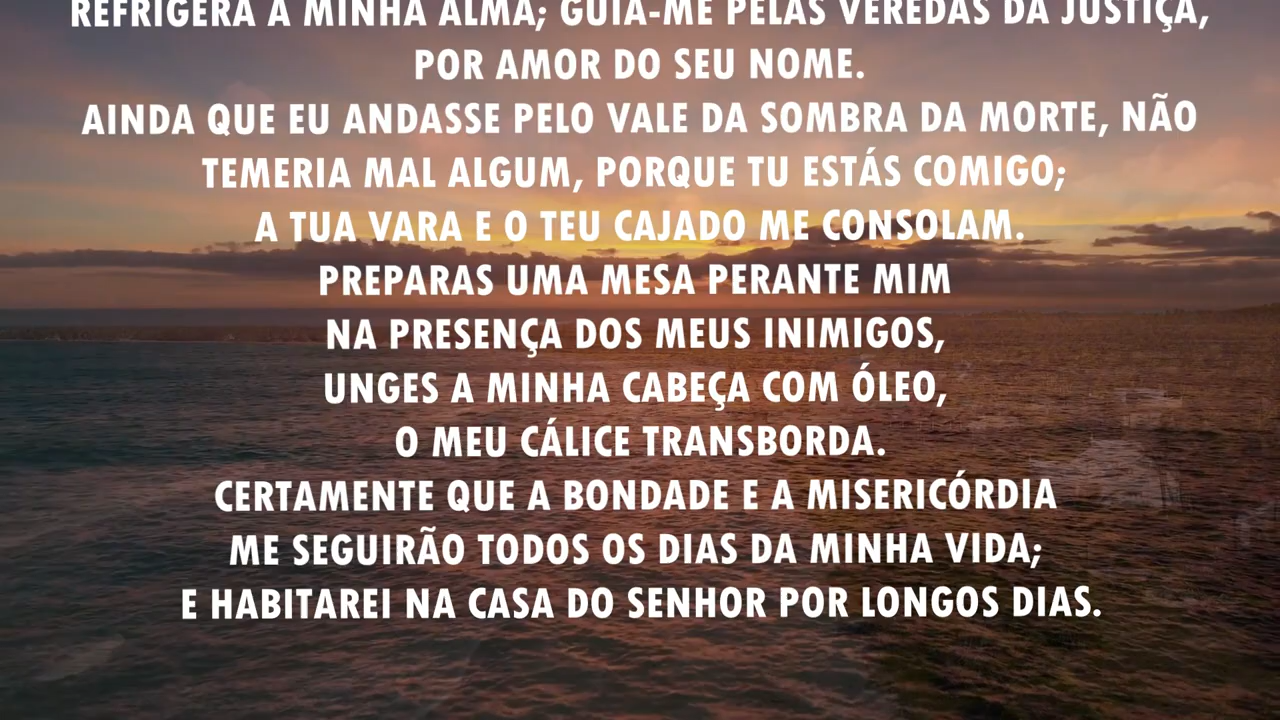 REFRIGERA A MINHA ALMA; GUIA-ME PELAS VEREDAS DA JUSTIÇA,
POR AMOR DO SEU NOME.
AINDA QUE EU ANDASSE PELO VALE DA SOMBRA DA MORTE, NÃO
TEMERIA MAL ALGUM, PORQUE TU ESTÁS COMIGO;
A TUA VARA E O TEU CAJADO ME CONSOLAM.
PREPARAS UMA MESA PERANTE MIM
NA PRESENÇA DOS MEUS INIMIGOS,
UNGES A MINHA CABEÇA COM ÓLEO,
O MEU CÁLICE TRANSBORDA.
CERTAMENTE QUE A BONDADE E A MISERICÓRDIA
ME SEGUIRÃO TODOS OS DIAS DA MINHA VIDA;
E HABITAREI NA CASA DO SENHOR POR LONGOS DIAS.